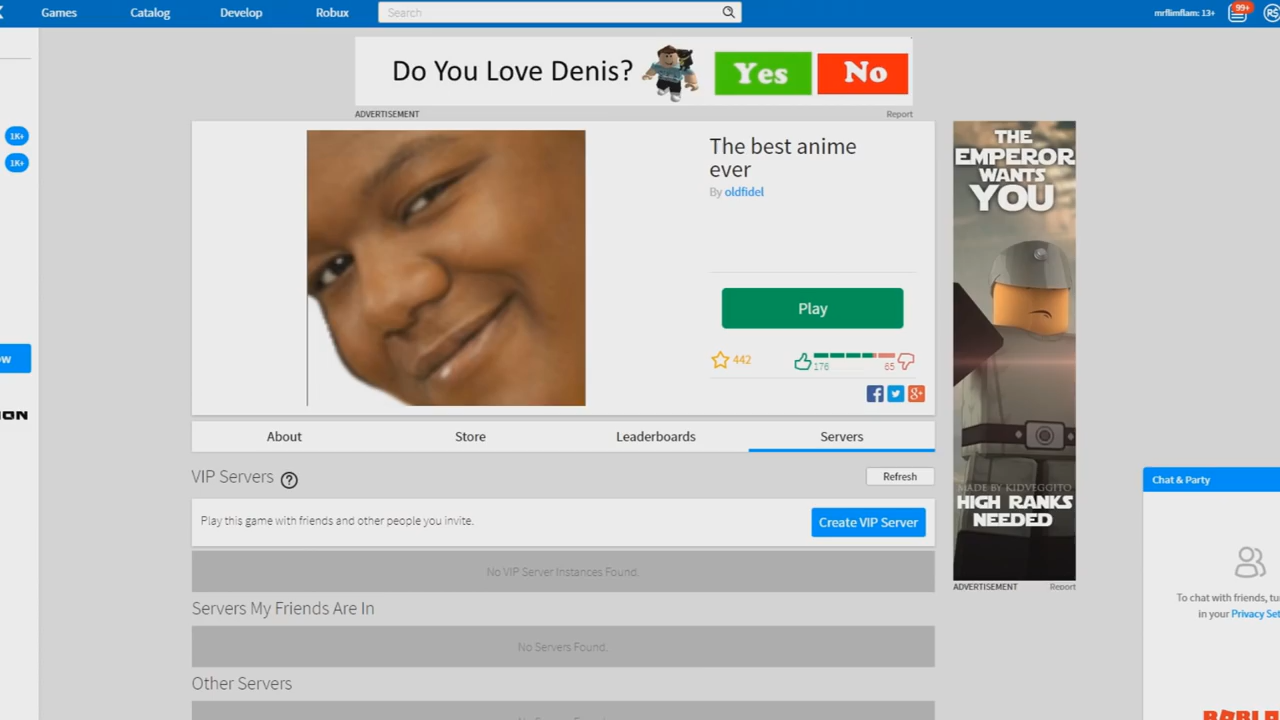 Games Catalog Develop Robux Search mrflimflam: 13+ 99+ R$
Do You Love Denis? Yes No
ADVERTISEMENT Report
1K+
1K+
The best anime
ever
By oldfidel
Play
442 176 65
About Store Leaderboards Servers
VIP Servers ? Refresh
Play this game with friends and other people you invite. Create VIP Server
No VIP Server Instances Found.
Servers My Friends Are In
No Servers Found.
Other Servers
THE
EMPEROR
WANTS
YOU
MADE BY KIDVEGGITO
HIGH RANKS
NEEDED
ADVERTISEMENT Report
Chat & Party
To chat with friends, tu
in your Privacy Set
ow
ION
ROBLO